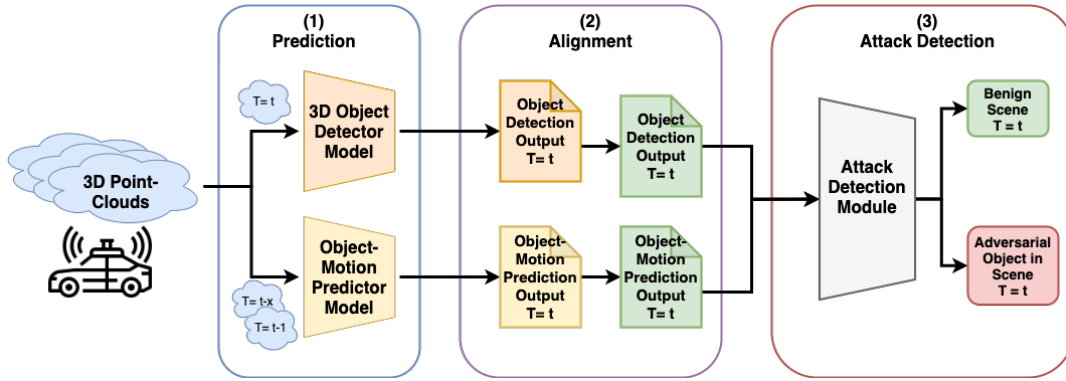 (1)
Prediction
(2)
Alignment
(3)
Attack Detection
3D Point-
Clouds
T= t
3D Object
Detector
Model
Object-
Motion
Predictor
Model
T= t-x
T= t-1
Object
Detection
Output
T= t
Object
Detection
Output
T= t
Object-
Motion
Prediction
Output
T= t
Object-
Motion
Prediction
Output
T= t
Attack
Detection
Module
Benign
Scene
T = t
Adversarial
Object in
Scene
T = t